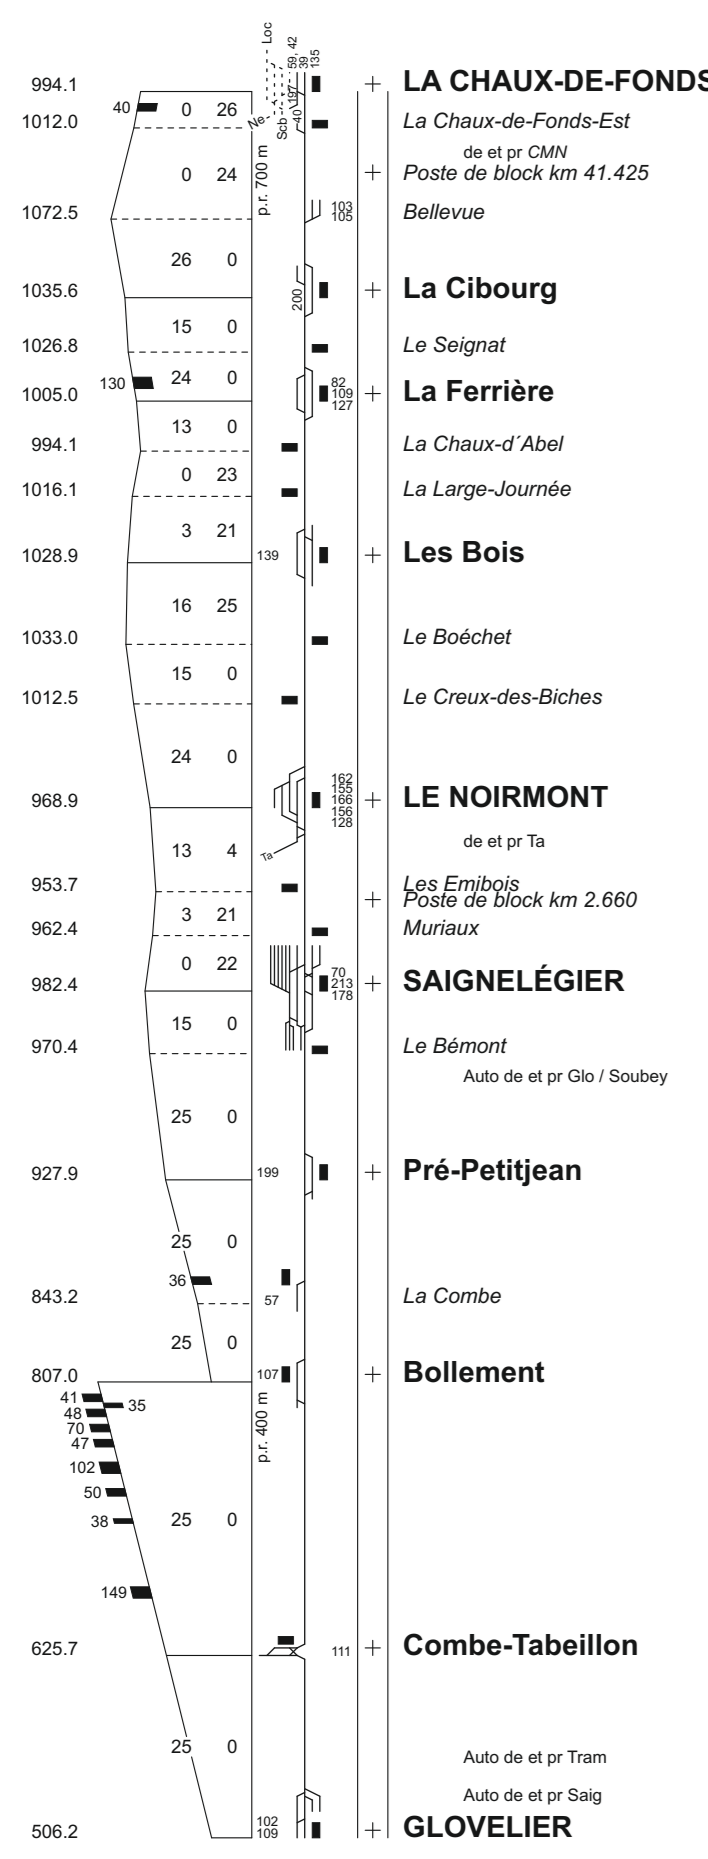 Loc
59, 42
39
135
197
40
Ne
Scb
994.1 LA CHAUX-DE-FONDS
40 0 26
1012.0 La Chaux-de-Fonds-Est
de et pr CMN
0 24 p.r. 700 m Poste de block km 41.425
1072.5 103 Bellevue
105
26 0
1035.6 200 La Cibourg
15 0
1026.8 Le Seignat
130 24 0 82
1005.0 109 La Ferrière
127
13 0
994.1 La Chaux-d´Abel
0 23
1016.1 La Large-Journée
3 21
1028.9 139 Les Bois
16 25
1033.0 Le Boéchet
15 0
1012.5 Le Creux-des-Biches
24 0
162
155
968.9 166 LE NOIRMONT
156
128
13 4 Ta de et pr Ta
953.7 Les Emibois
Poste de block km 2.660
3 21
962.4 Muriaux
0 22 70
982.4 213 SAIGNELÉGIER
178
15 0
970.4 Le Bémont
Auto de et pr Glo / Soubey
25 0
927.9 199 Pré-Petitjean
25 0
36
843.2 57 La Combe
25 0
807.0 107 Bollement
41
35
48
70
47
p.r. 400 m
102
50
38 25 0
149
625.7 111 Combe-Tabeillon
25 0
Auto de et pr Tram
Auto de et pr Saig
102
506.2 109 GLOVELIER